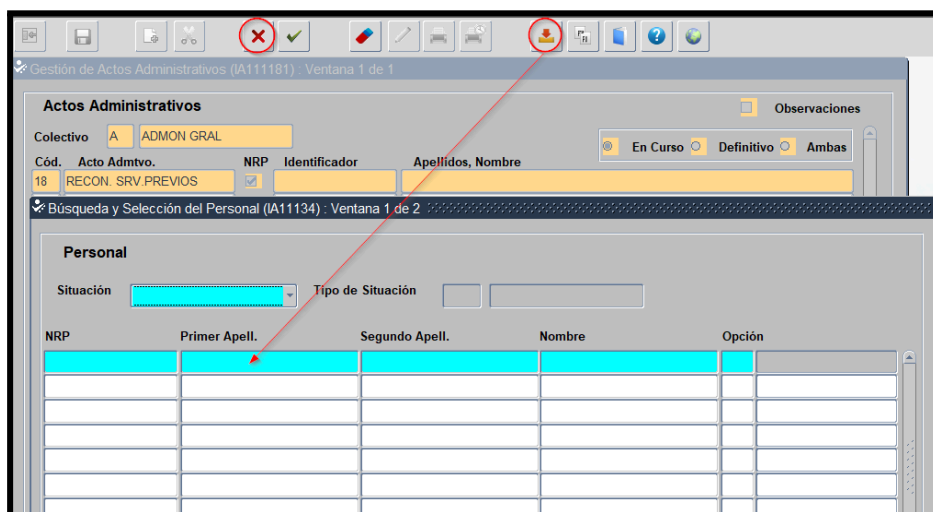 Gestión de Actos Administrativos (IA111181) : Ventana 1 de 1
Actos Administrativos
Observaciones
Colectivo A ADMON GRAL
En Curso Definitivo Ambas
Cód. Acto Admtvo. NRP Identificador Apellidos, Nombre
18 RECON. SRV.PREVIOS
Búsqueda y Selección del Personal (IA11134) : Ventana 1 de 2
Personal
Situación Tipo de Situación
NRP Primer Apell. Segundo Apell. Nombre Opción